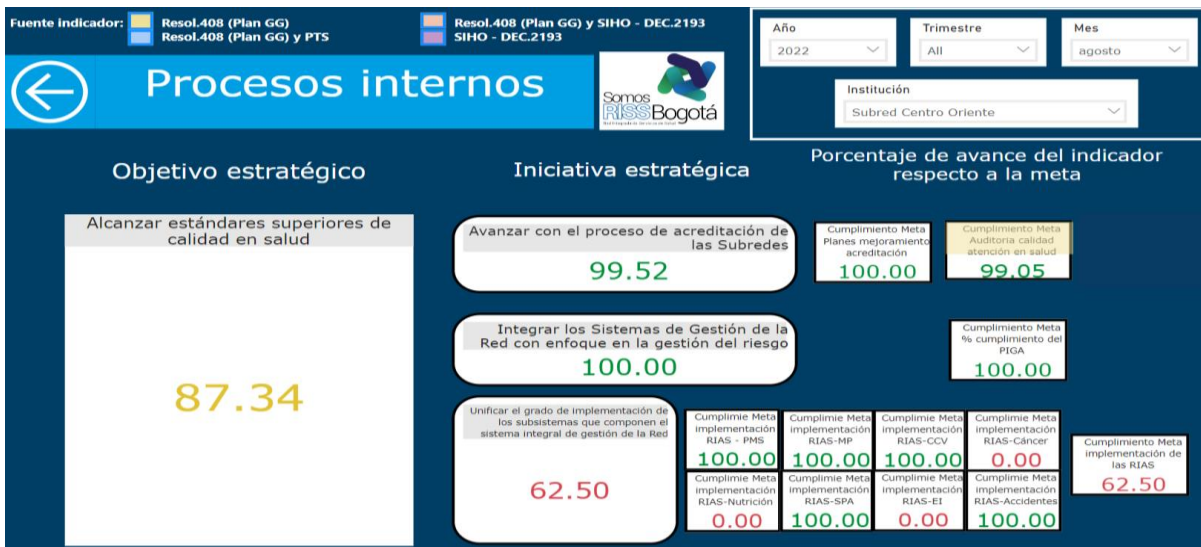 Fuente indicador:
Resol.408 (Plan GG)
Resol.408 (Plan GG) y PTS
Resol.408 (Plan GG) y SIHO - DEC.2193
SIHO - DEC.2193
Procesos internos
Somos
RISSBogotá
Año
2022
Trimestre
All
Mes
agosto
Institución
Subred Centro Oriente
Objetivo estratégico
Iniciativa estratégica
Porcentaje de avance del indicador
respecto a la meta
Alcanzar estándares superiores de
calidad en salud
87.34
Avanzar con el proceso de acreditación de
las Subredes
99.52
Cumplimiento Meta
Planes mejoramiento
acreditación
100.00
Cumplimiento Meta
Auditoria calidad
atención en salud
99.05
Integrar los Sistemas de Gestión de la
Red con enfoque en la gestión del riesgo
100.00
Cumplimiento Meta
% cumplimiento del
PIGA
100.00
Unificar el grado de implementación de
los subsistemas que componen el
sistema integral de gestión de la Red
62.50
Cumplimie Meta
implementación
RIAS - PMS
100.00
Cumplimie Meta
implementación
RIAS-MP
100.00
Cumplimie Meta
implementación
RIAS-CCV
100.00
Cumplimie Meta
implementación
RIAS-Cáncer
0.00
Cumplimie Meta
implementación
RIAS-Nutrición
0.00
Cumplimie Meta
implementación
RIAS-SPA
100.00
Cumplimie Meta
implementación
RIAS-EI
0.00
Cumplimie Meta
implementación
RIAS-Accidentes
100.00
Cumplimiento Meta
implementación de
las RIAS
62.50